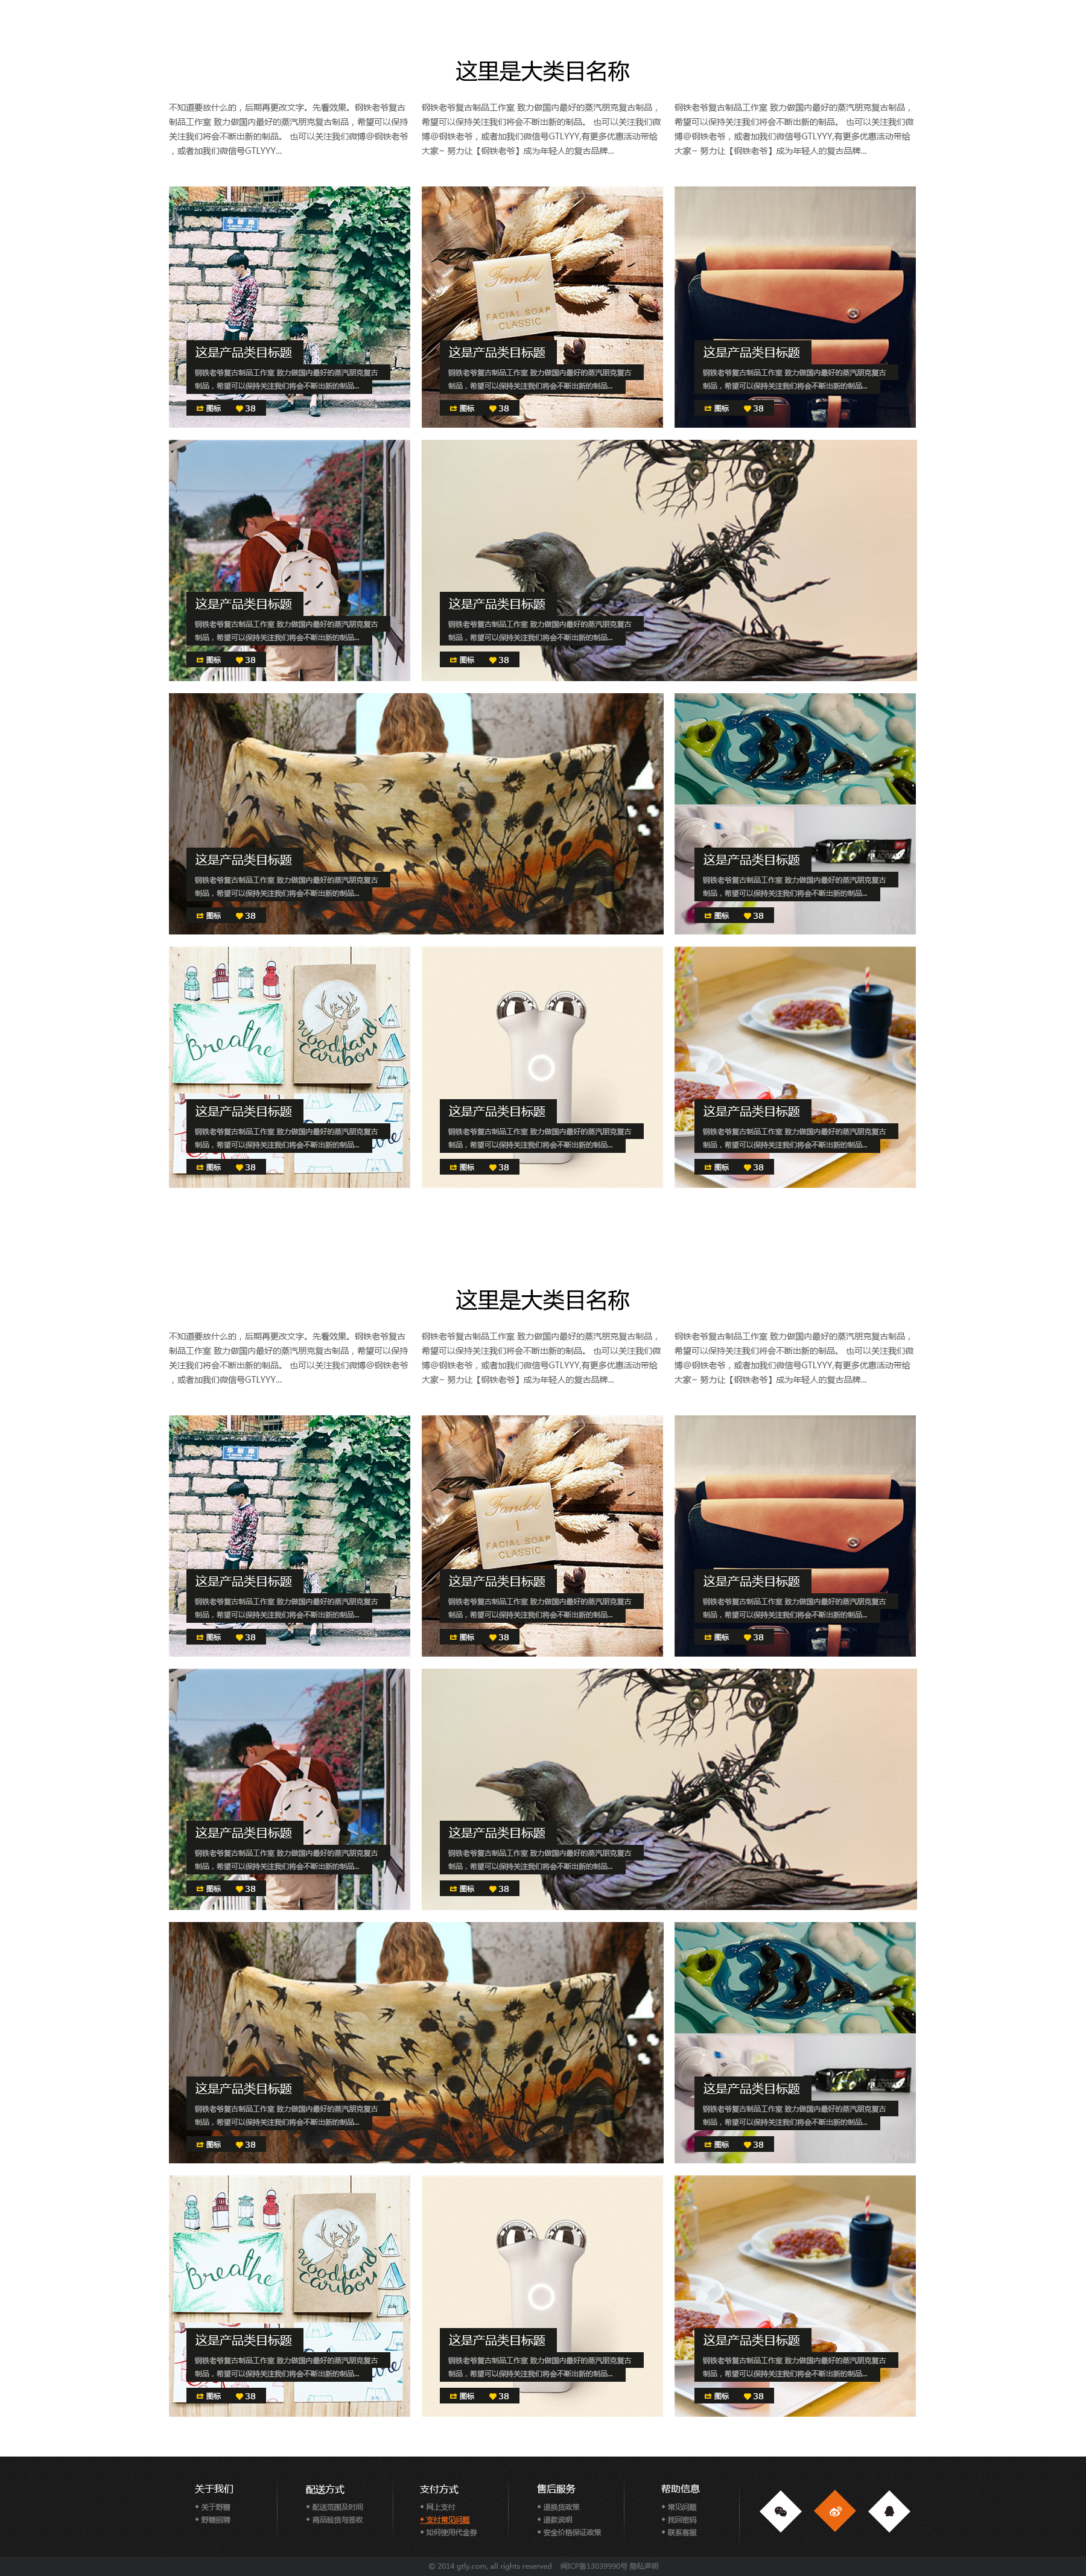 这里是大类目名称
不知道要放什么的，后期再更改文字。先看效果。钢铁老爷复古
制品工作室 致力做国内最好的蒸汽朋克复古制品，希望可以保持
关注我们将会不断出新的制品。 也可以关注我们微博@钢铁老爷
，或者加我们微信号GTLYYY...
钢铁老爷复古制品工作室 致力做国内最好的蒸汽朋克复古制品，
希望可以保持关注我们将会不断出新的制品。 也可以关注我们微
博@钢铁老爷，或者加我们微信号GTLYYY,有更多优惠活动带给
大家~ 努力让【钢铁老爷】成为年轻人的复古品牌...
钢铁老爷复古制品工作室 致力做国内最好的蒸汽朋克复古制品，
希望可以保持关注我们将会不断出新的制品。 也可以关注我们微
博@钢铁老爷，或者加我们微信号GTLYYY,有更多优惠活动带给
大家~ 努力让【钢铁老爷】成为年轻人的复古品牌...
这是产品类目标题
钢铁老爷复古制品工作室 致力做国内最好的蒸汽朋克复古
制品，希望可以保持关注我们将会不断出新的制品...
图标 38
Fandel
1
FACIAL SOAP
CLASSIC
这是产品类目标题
钢铁老爷复古制品工作室 致力做国内最好的蒸汽朋克复古
制品，希望可以保持关注我们将会不断出新的制品...
图标 38
这是产品类目标题
钢铁老爷复古制品工作室 致力做国内最好的蒸汽朋克复古
制品，希望可以保持关注我们将会不断出新的制品...
图标 38
这是产品类目标题
钢铁老爷复古制品工作室 致力做国内最好的蒸汽朋克复古
制品，希望可以保持关注我们将会不断出新的制品...
图标 38
这是产品类目标题
钢铁老爷复古制品工作室 致力做国内最好的蒸汽朋克复古
制品，希望可以保持关注我们将会不断出新的制品...
图标 38
这是产品类目标题
钢铁老爷复古制品工作室 致力做国内最好的蒸汽朋克复古
制品，希望可以保持关注我们将会不断出新的制品...
图标 38
这是产品类目标题
钢铁老爷复古制品工作室 致力做国内最好的蒸汽朋克复古
制品，希望可以保持关注我们将会不断出新的制品...
图标 38
Breathe
Woodland
Caribou
这是产品类目标题
钢铁老爷复古制品工作室 致力做国内最好的蒸汽朋克复古
制品，希望可以保持关注我们将会不断出新的制品...
图标 38
这是产品类目标题
钢铁老爷复古制品工作室 致力做国内最好的蒸汽朋克复古
制品，希望可以保持关注我们将会不断出新的制品...
图标 38
这是产品类目标题
钢铁老爷复古制品工作室 致力做国内最好的蒸汽朋克复古
制品，希望可以保持关注我们将会不断出新的制品...
图标 38
这里是大类目名称
不知道要放什么的，后期再更改文字。先看效果。钢铁老爷复古
制品工作室 致力做国内最好的蒸汽朋克复古制品，希望可以保持
关注我们将会不断出新的制品。 也可以关注我们微博@钢铁老爷
，或者加我们微信号GTLYYY...
钢铁老爷复古制品工作室 致力做国内最好的蒸汽朋克复古制品，
希望可以保持关注我们将会不断出新的制品。 也可以关注我们微
博@钢铁老爷，或者加我们微信号GTLYYY,有更多优惠活动带给
大家~ 努力让【钢铁老爷】成为年轻人的复古品牌...
钢铁老爷复古制品工作室 致力做国内最好的蒸汽朋克复古制品，
希望可以保持关注我们将会不断出新的制品。 也可以关注我们微
博@钢铁老爷，或者加我们微信号GTLYYY,有更多优惠活动带给
大家~ 努力让【钢铁老爷】成为年轻人的复古品牌...
这是产品类目标题
钢铁老爷复古制品工作室 致力做国内最好的蒸汽朋克复古
制品，希望可以保持关注我们将会不断出新的制品...
图标 38
Fandel
1
FACIAL SOAP
CLASSIC
这是产品类目标题
钢铁老爷复古制品工作室 致力做国内最好的蒸汽朋克复古
制品，希望可以保持关注我们将会不断出新的制品...
图标 38
这是产品类目标题
钢铁老爷复古制品工作室 致力做国内最好的蒸汽朋克复古
制品，希望可以保持关注我们将会不断出新的制品...
图标 38
这是产品类目标题
钢铁老爷复古制品工作室 致力做国内最好的蒸汽朋克复古
制品，希望可以保持关注我们将会不断出新的制品...
图标 38
这是产品类目标题
钢铁老爷复古制品工作室 致力做国内最好的蒸汽朋克复古
制品，希望可以保持关注我们将会不断出新的制品...
图标 38
这是产品类目标题
钢铁老爷复古制品工作室 致力做国内最好的蒸汽朋克复古
制品，希望可以保持关注我们将会不断出新的制品...
图标 38
这是产品类目标题
钢铁老爷复古制品工作室 致力做国内最好的蒸汽朋克复古
制品，希望可以保持关注我们将会不断出新的制品...
图标 38
Breathe
Woodland
Caribou
这是产品类目标题
钢铁老爷复古制品工作室 致力做国内最好的蒸汽朋克复古
制品，希望可以保持关注我们将会不断出新的制品...
图标 38
这是产品类目标题
钢铁老爷复古制品工作室 致力做国内最好的蒸汽朋克复古
制品，希望可以保持关注我们将会不断出新的制品...
图标 38
这是产品类目标题
钢铁老爷复古制品工作室 致力做国内最好的蒸汽朋克复古
制品，希望可以保持关注我们将会不断出新的制品...
图标 38
关于我们
关于野糖
野糖招聘
配送方式
配送范围及时间
商品验货与签收
支付方式
网上支付
支付常见问题
如何使用代金券
售后服务
退换货政策
退款说明
安全价格保证政策
帮助信息
常见问题
找回密码
联系客服
© 2014 gtly.com, all rights reserved 闽ICP备13039990号 隐私声明